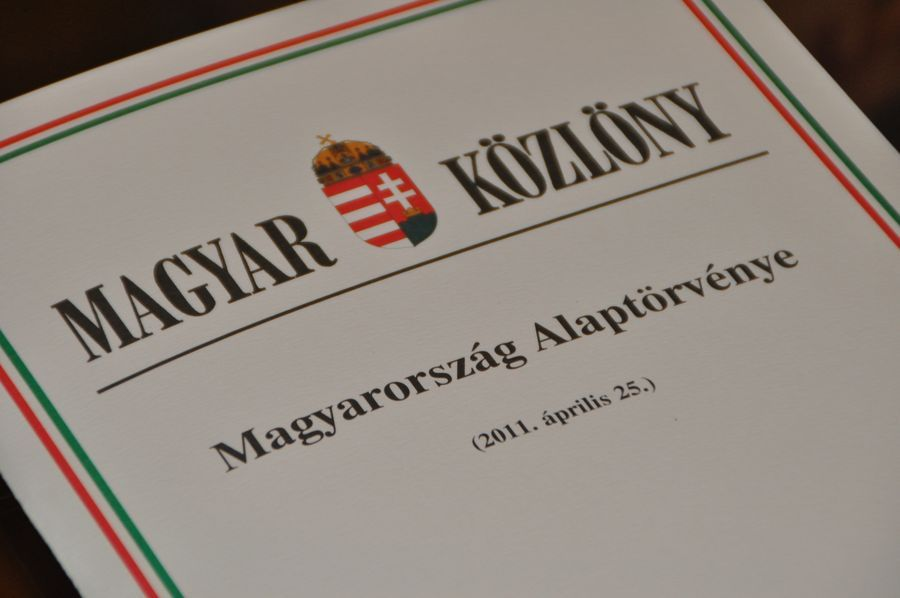 MAGYAR KÖZLÖNY
Magyarország Alaptörvénye
(2011. április 25.)